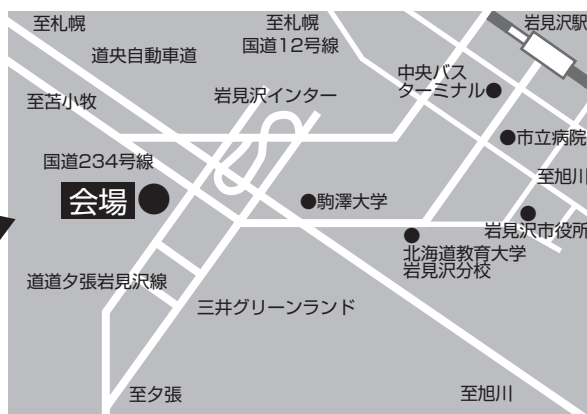 至札幌
至札幌
岩見沢駅
国道12号線
道央自動車道
中央バス
ターミナル
岩見沢インター
至苫小牧
市立病院
国道234号線
至旭川
会場
駒澤大学
岩見沢市役所
北海道教育大学
岩見沢分校
道道夕張岩見沢線
三井グリーンランド
至夕張
至旭川